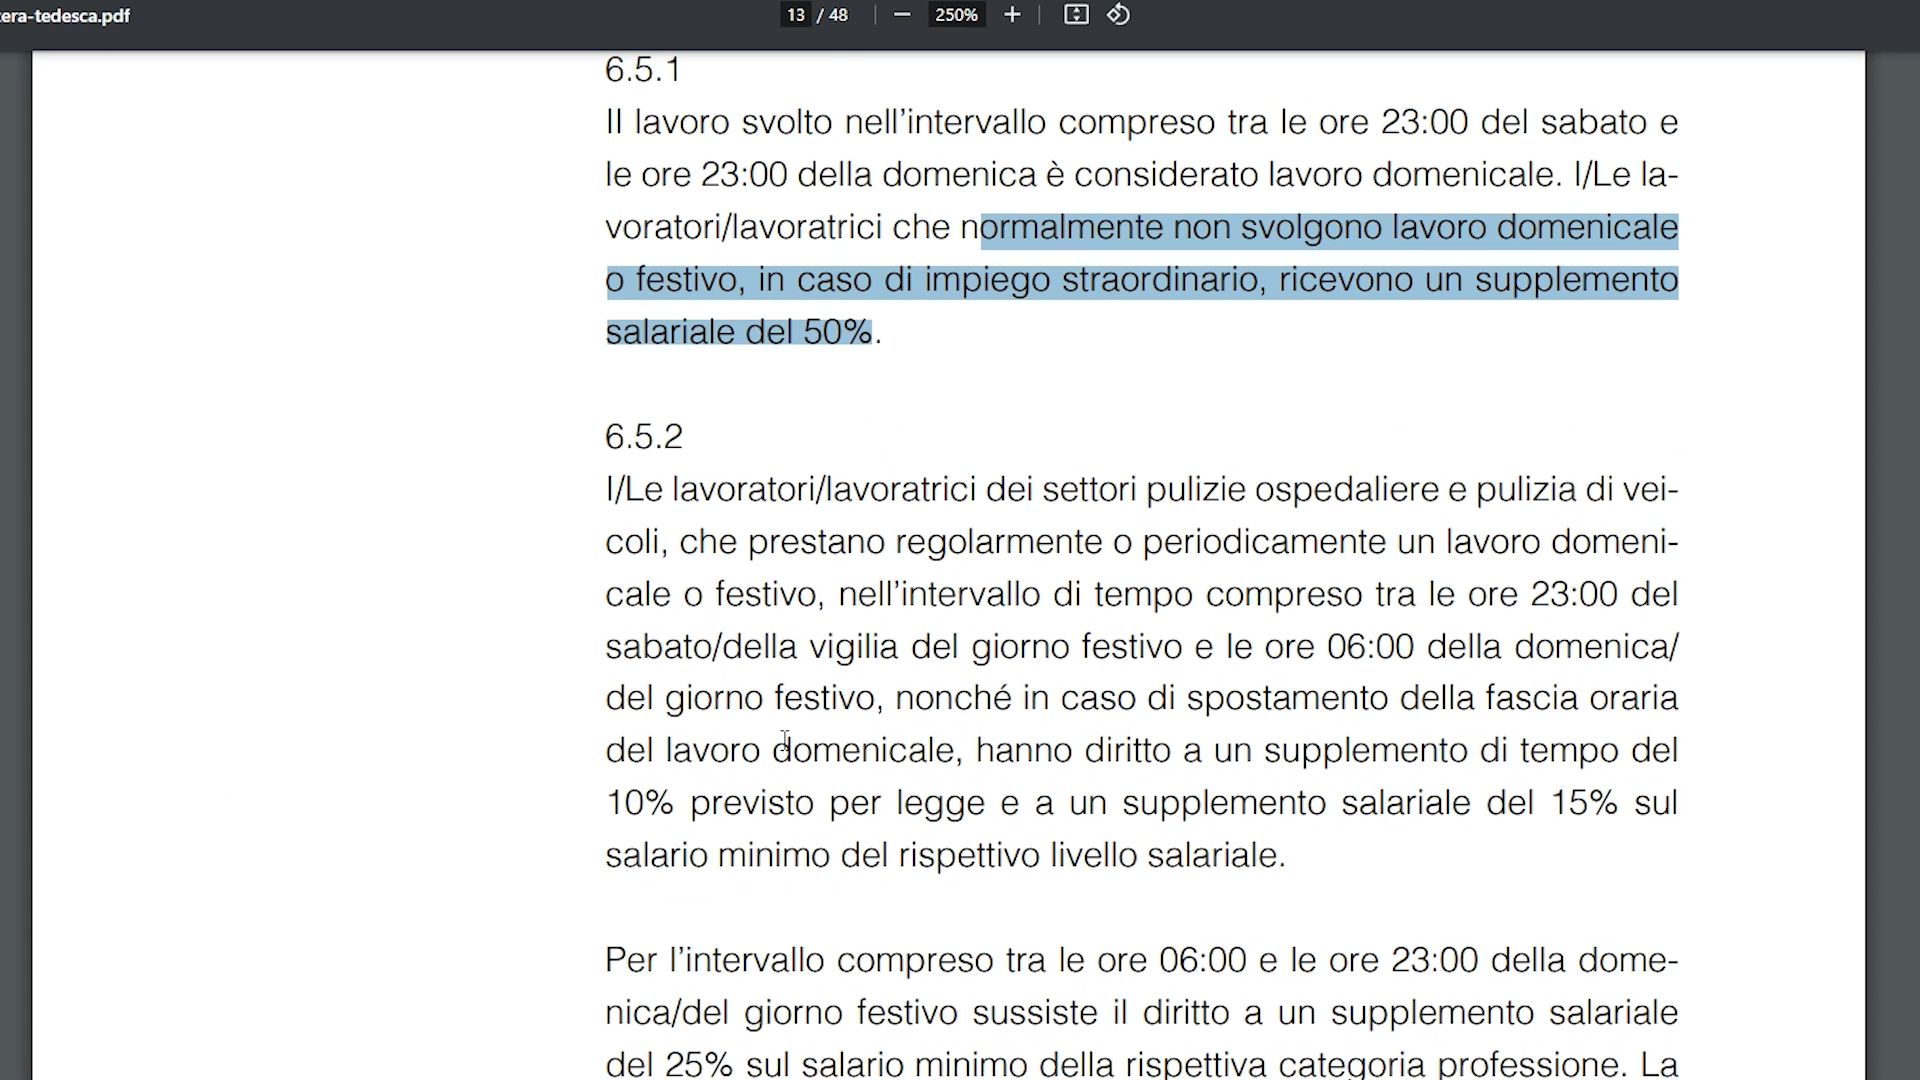 era-tedesca.pdf
13 / 48
250%
6.5.1
Il lavoro svolto nell’intervallo compreso tra le ore 23:00 del sabato e
le ore 23:00 della domenica è considerato lavoro domenicale. I/Le la-
voratori/lavoratrici che normalmente non svolgono lavoro domenicale
o festivo, in caso di impiego straordinario, ricevono un supplemento
salariale del 50%.
6.5.2
I/Le lavoratori/lavoratrici dei settori pulizie ospedaliere e pulizia di vei-
coli, che prestano regolarmente o periodicamente un lavoro domeni-
cale o festivo, nell’intervallo di tempo compreso tra le ore 23:00 del
sabato/della vigilia del giorno festivo e le ore 06:00 della domenica/
del giorno festivo, nonché in caso di spostamento della fascia oraria
del lavoro domenicale, hanno diritto a un supplemento di tempo del
10% previsto per legge e a un supplemento salariale del 15% sul
salario minimo del rispettivo livello salariale.
Per l’intervallo compreso tra le ore 06:00 e le ore 23:00 della dome-
nica/del giorno festivo sussiste il diritto a un supplemento salariale
del 25% sul salario minimo della rispettiva categoria professione. La